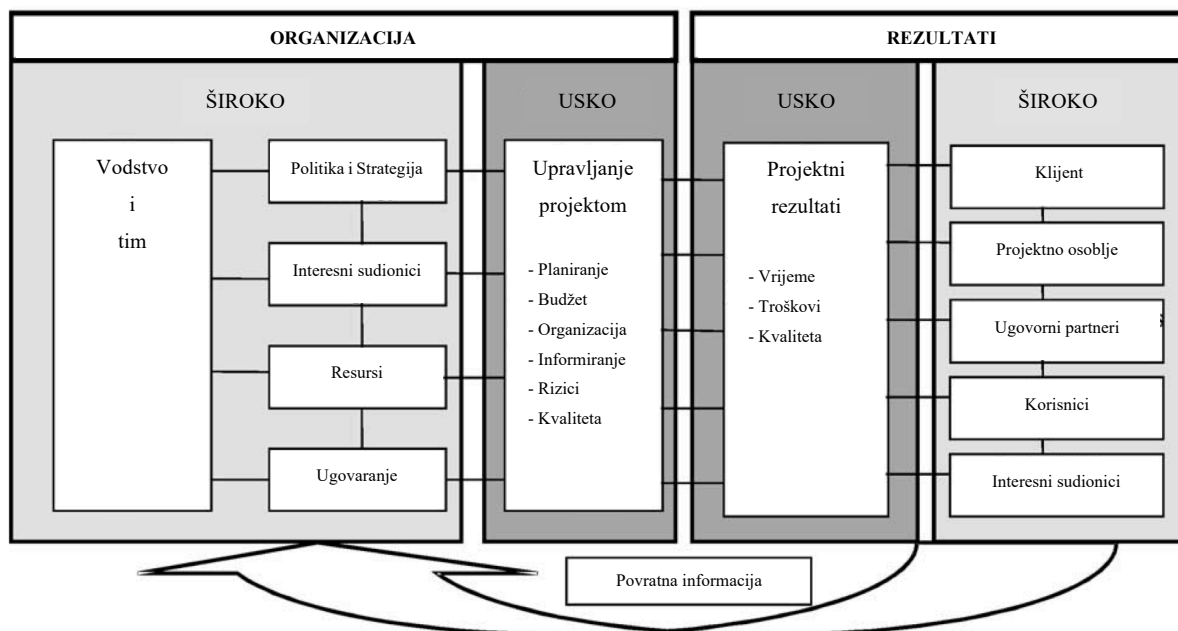 ORGANIZACIJA
REZULTATI
ŠIROKO
USKO
USKO
ŠIROKO
Vodstvo
i
tim
Politika i Strategija
Interesni sudionici
Resursi
Ugovaranje
Upravljanje
projektom
- Planiranje
- Budžet
- Organizacija
- Informiranje
- Rizici
- Kvaliteta
Projektni
rezultati
- Vrijeme
- Troškovi
- Kvaliteta
Klijent
Projektno osoblje
Ugovorni partneri
Korisnici
Interesni sudionici
Povratna informacija